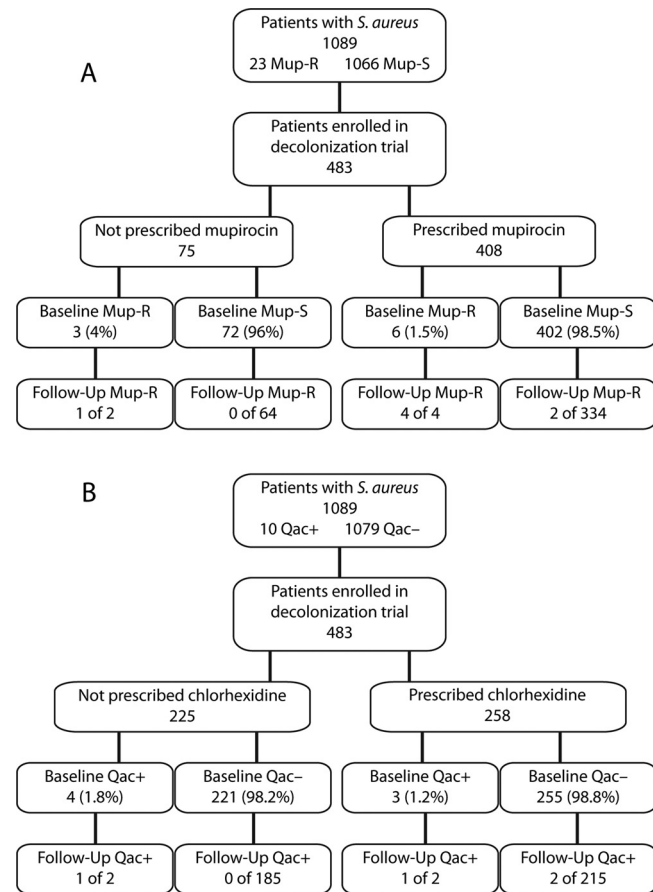 A
Patients with S. aureus
1089
23 Mup-R 1066 Mup-S
Patients enrolled in
decolonization trial
483
Not prescribed mupirocin
75
Prescribed mupirocin
408
Baseline Mup-R
3 (4%)
Baseline Mup-S
72 (96%)
Baseline Mup-R
6 (1.5%)
Baseline Mup-S
402 (98.5%)
Follow-Up Mup-R
1 of 2
Follow-Up Mup-R
0 of 64
Follow-Up Mup-R
4 of 4
Follow-Up Mup-R
2 of 334
B
Patients with S. aureus
1089
10 Qac+ 1079 Qac–
Patients enrolled in
decolonization trial
483
Not prescribed chlorhexidine
225
Prescribed chlorhexidine
258
Baseline Qac+
4 (1.8%)
Baseline Qac–
221 (98.2%)
Baseline Qac+
3 (1.2%)
Baseline Qac–
255 (98.8%)
Follow-Up Qac+
1 of 2
Follow-Up Qac+
0 of 185
Follow-Up Qac+
1 of 2
Follow-Up Qac+
2 of 215